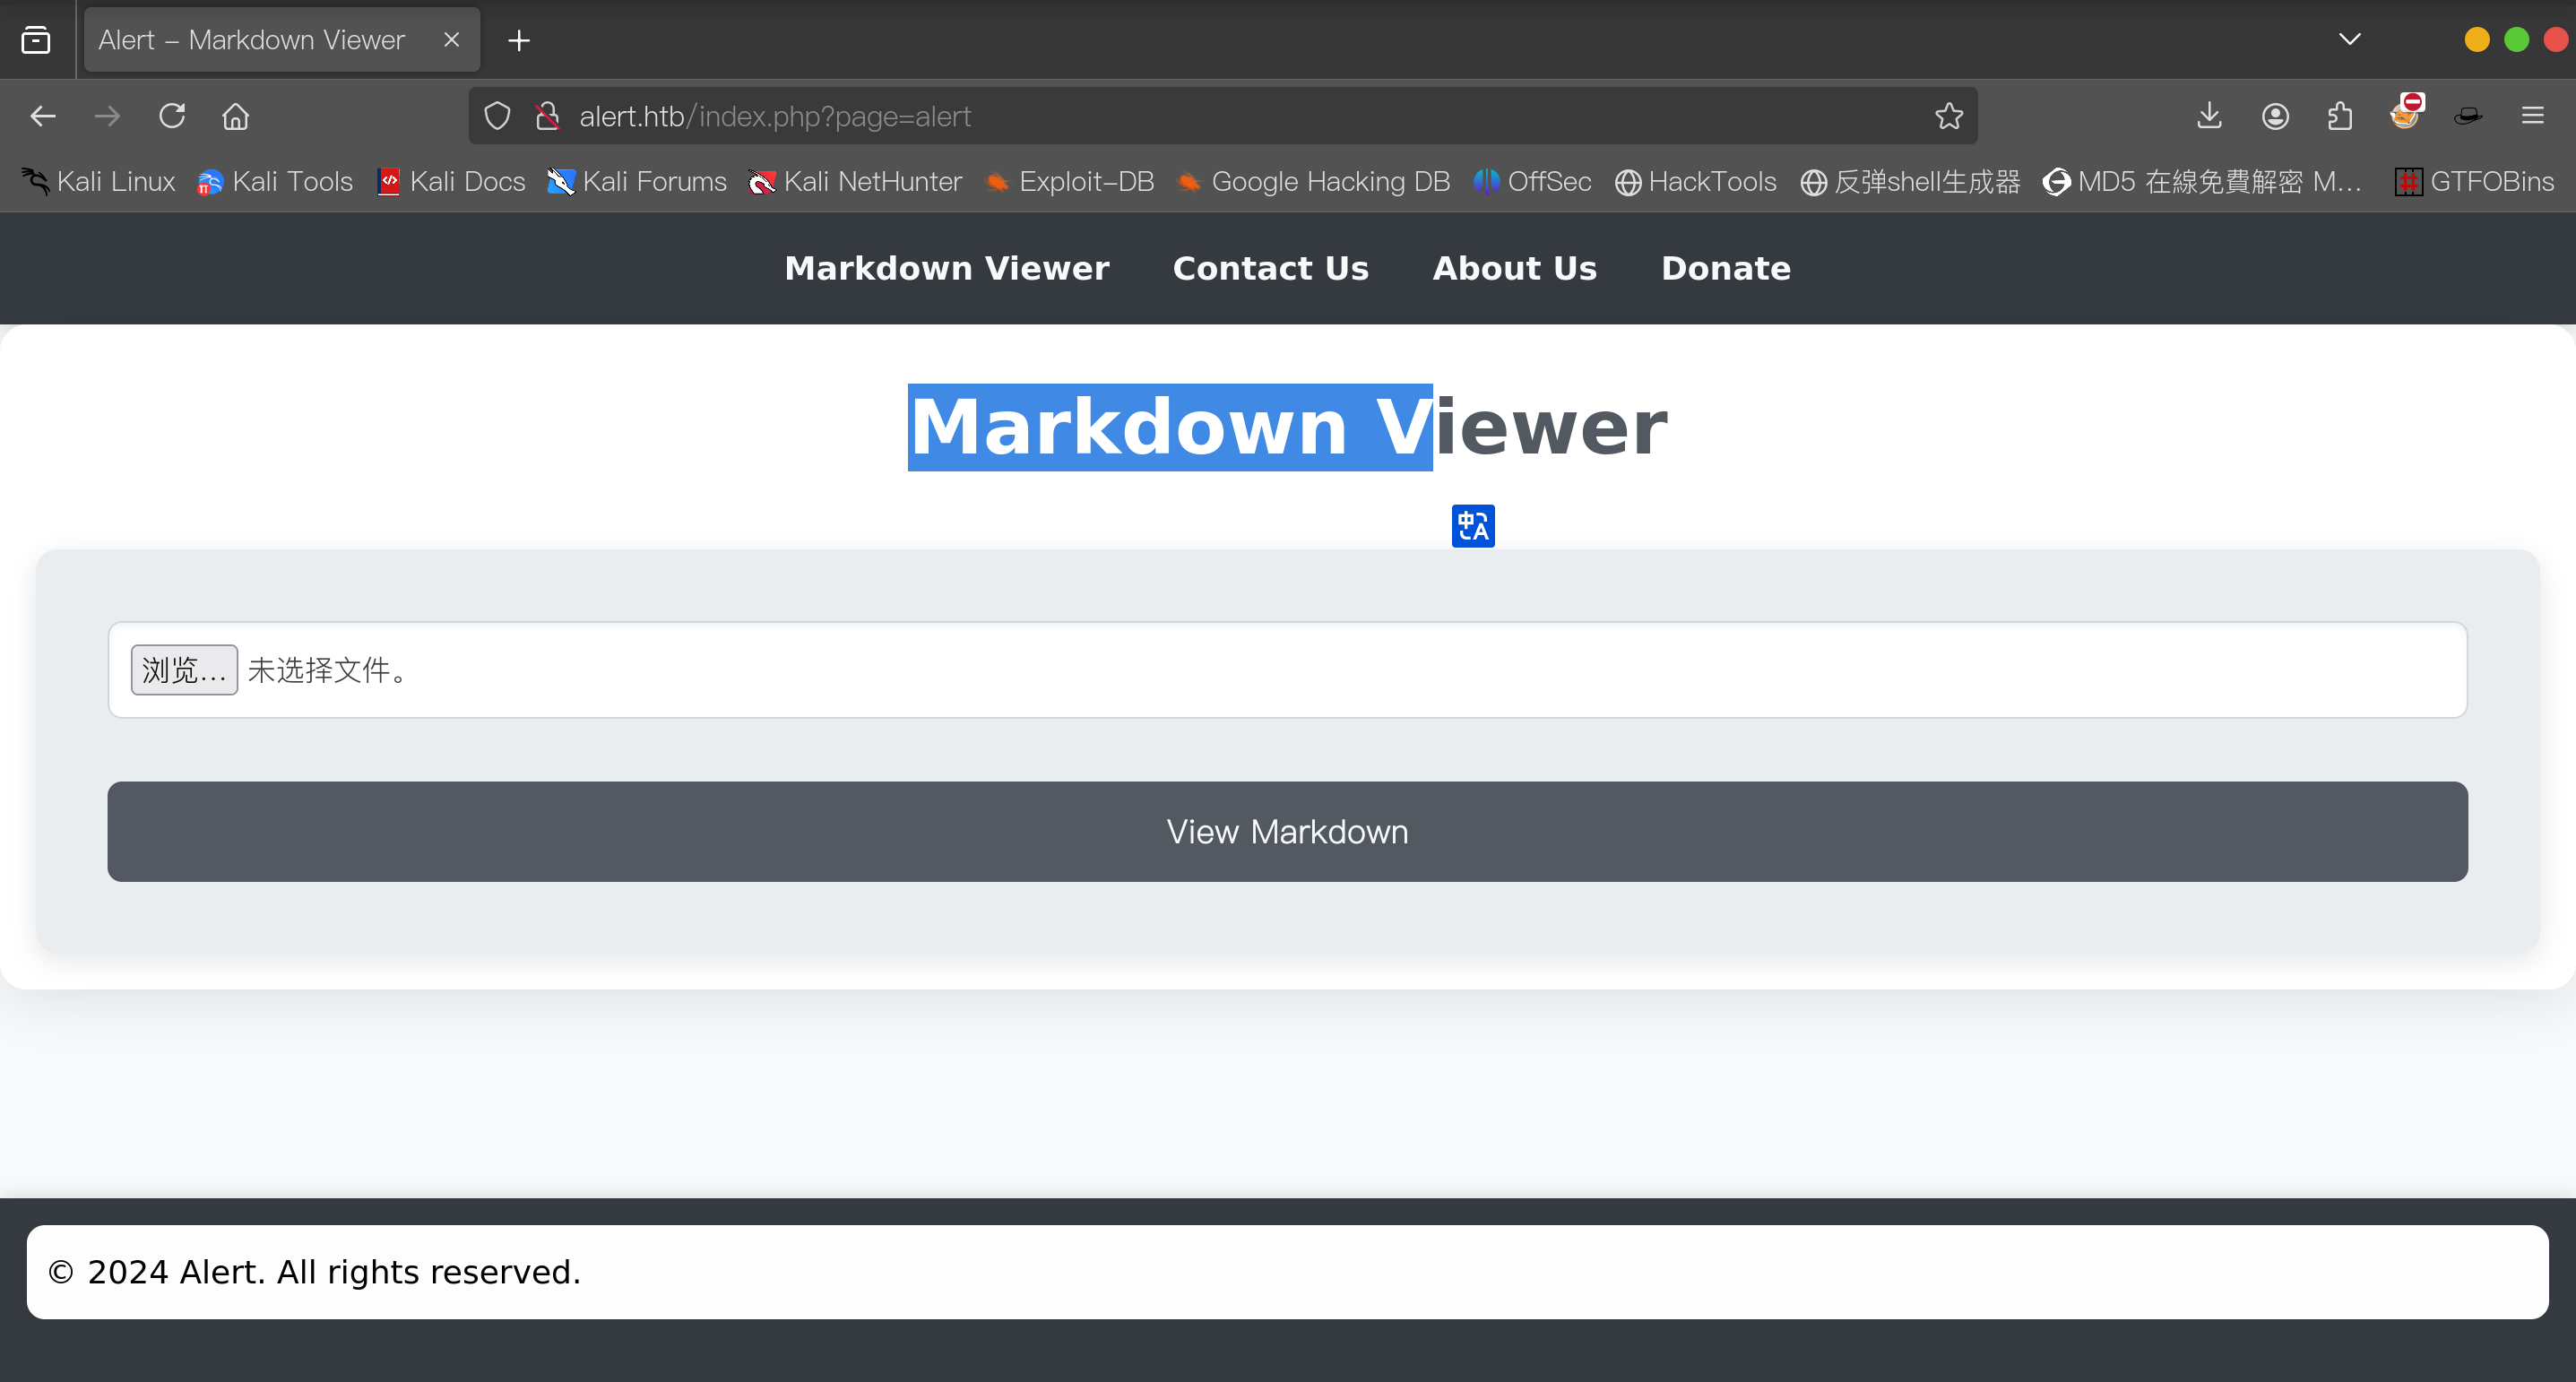 Alert – Markdown Viewer
alert.htb/index.php?page=alert
Kali Linux Kali Tools Kali Docs Kali Forums Kali NetHunter Exploit-DB Google Hacking DB OffSec HackTools 反弹shell生成器 MD5 在線免費解密 M... GTFOBins
Markdown Viewer Contact Us About Us Donate
Markdown Viewer
中A
浏览... 未选择文件。
View Markdown
© 2024 Alert. All rights reserved.